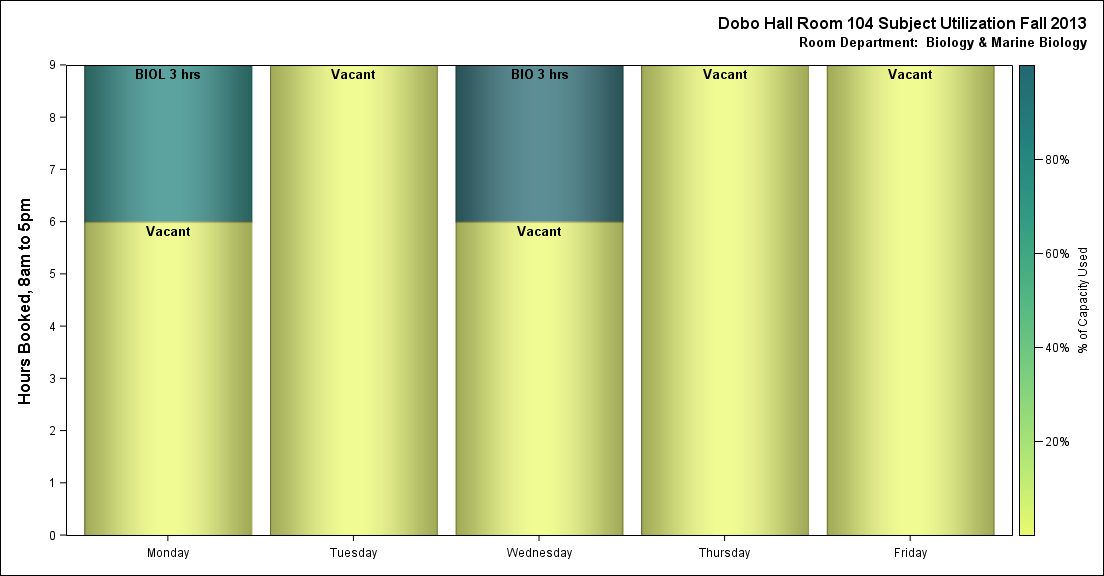 Dobo Hall Room 104 Subject Utilization Fall 2013
Room Department:  Biology & Marine Biology
9
8
7
6
5
4
3
2
1
0
Hours Booked, 8am to 5pm
BIOL 3 hrs
Vacant
BIO 3 hrs
Vacant
Vacant
Vacant
Vacant
Monday
Tuesday
Wednesday
Thursday
Friday
80%
60%
40%
20%
% of Capacity Used